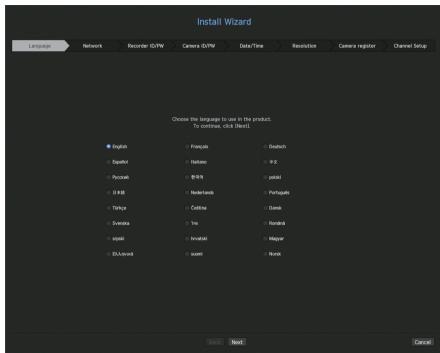 Install Wizard
Language Network Recorder ID/PW Camera ID/PW Date/Time Resolution Camera register Channel Setup
Choose the language to use in the product.
To continue, click [Next].
English Français Deutsch
Español Italiano 中文
Русский 한국어 polski
日本語 Nederlands Português
Türkçe Čeština Dansk
Svenska ไทย Română
srpski hrvatski Magyar
Ελληνικά suomi Norsk
Back Next Cancel